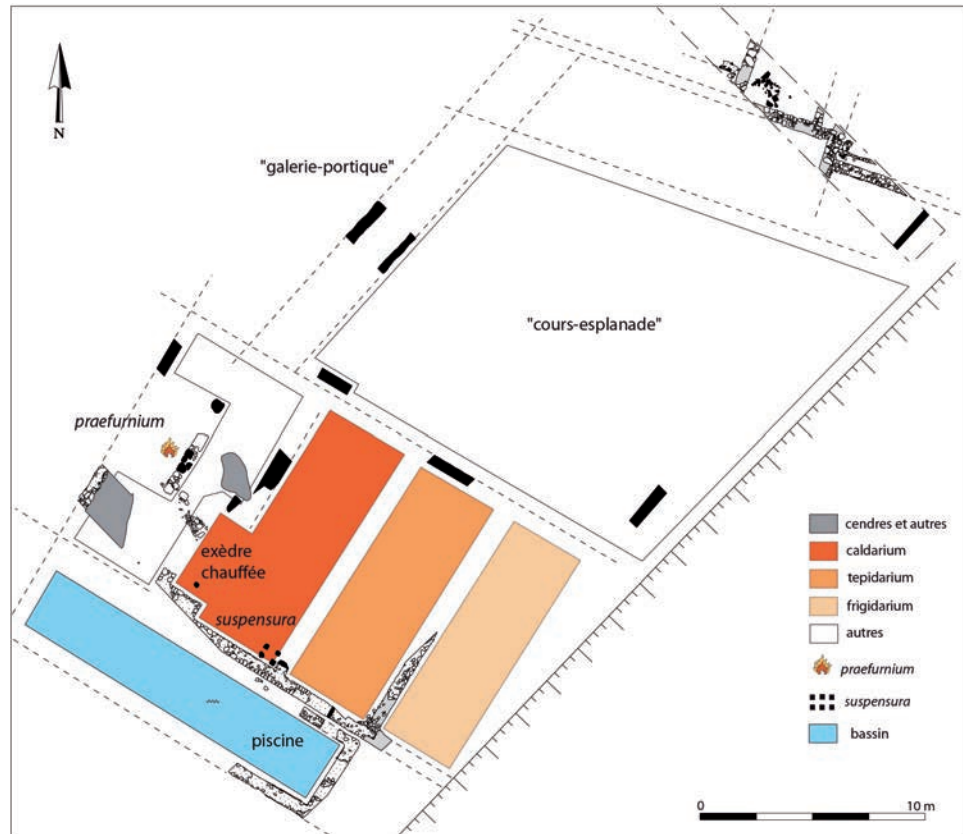 N
"galerie-portique"
"cours-esplanade"
praefurnium
exèdre
chauffée
suspensura
piscine
cendres et autres
caldarium
tepidarium
frigidarium
autres
praefurnium
suspensura
bassin
0 10 m